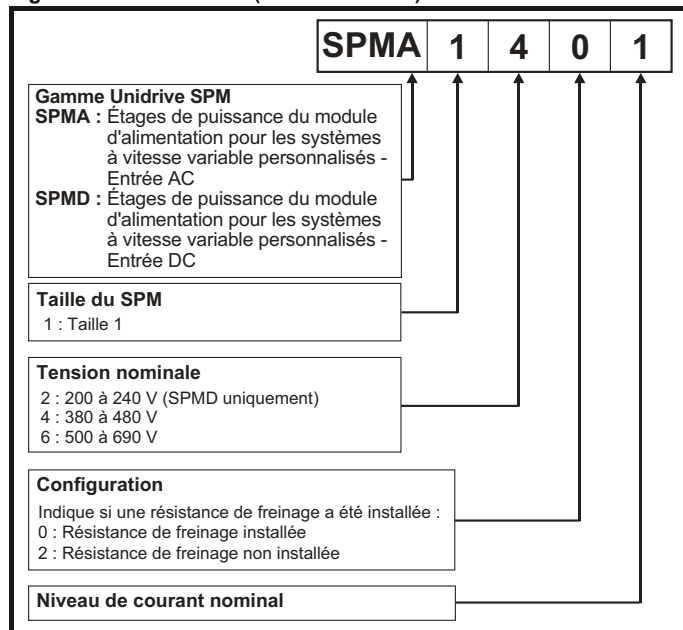 SPMA 1 4 0 1
Gamme Unidrive SPM
SPMA : Étages de puissance du module
d'alimentation pour les systèmes
à vitesse variable personnalisés -
Entrée AC
SPMD : Étages de puissance du module
d'alimentation pour les systèmes
à vitesse variable personnalisés -
Entrée DC
Taille du SPM
1 : Taille 1
Tension nominale
2 : 200 à 240 V (SPMD uniquement)
4 : 380 à 480 V
6 : 500 à 690 V
Configuration
Indique si une résistance de freinage a été installée :
0 : Résistance de freinage installée
2 : Résistance de freinage non installée
Niveau de courant nominal